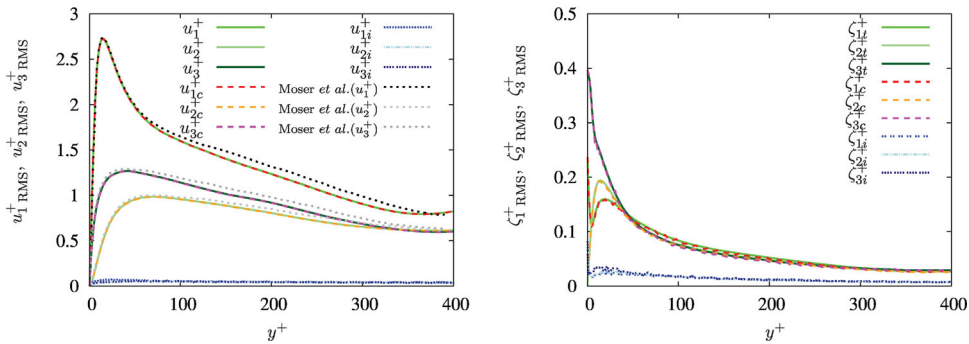 u₁⁺ RMS, u₂⁺ RMS, u₃⁺ RMS
3
2.5
2
1.5
1
0.5
0
0 100 200 300 400
y⁺
u₁⁺
u₂⁺
u₃⁺
u₁c⁺
u₂c⁺
u₃c⁺
u₁i⁺
u₂i⁺
u₃i⁺
Moser et al.(u₁⁺)
Moser et al.(u₂⁺)
Moser et al.(u₃⁺)
ζ₁⁺ RMS, ζ₂⁺ RMS, ζ₃⁺ RMS
0.5
0.4
0.3
0.2
0.1
0
0 100 200 300 400
y⁺
ζ₁t⁺
ζ₂t⁺
ζ₃t⁺
ζ₁c⁺
ζ₂c⁺
ζ₃c⁺
ζ₁i⁺
ζ₂i⁺
ζ₃i⁺